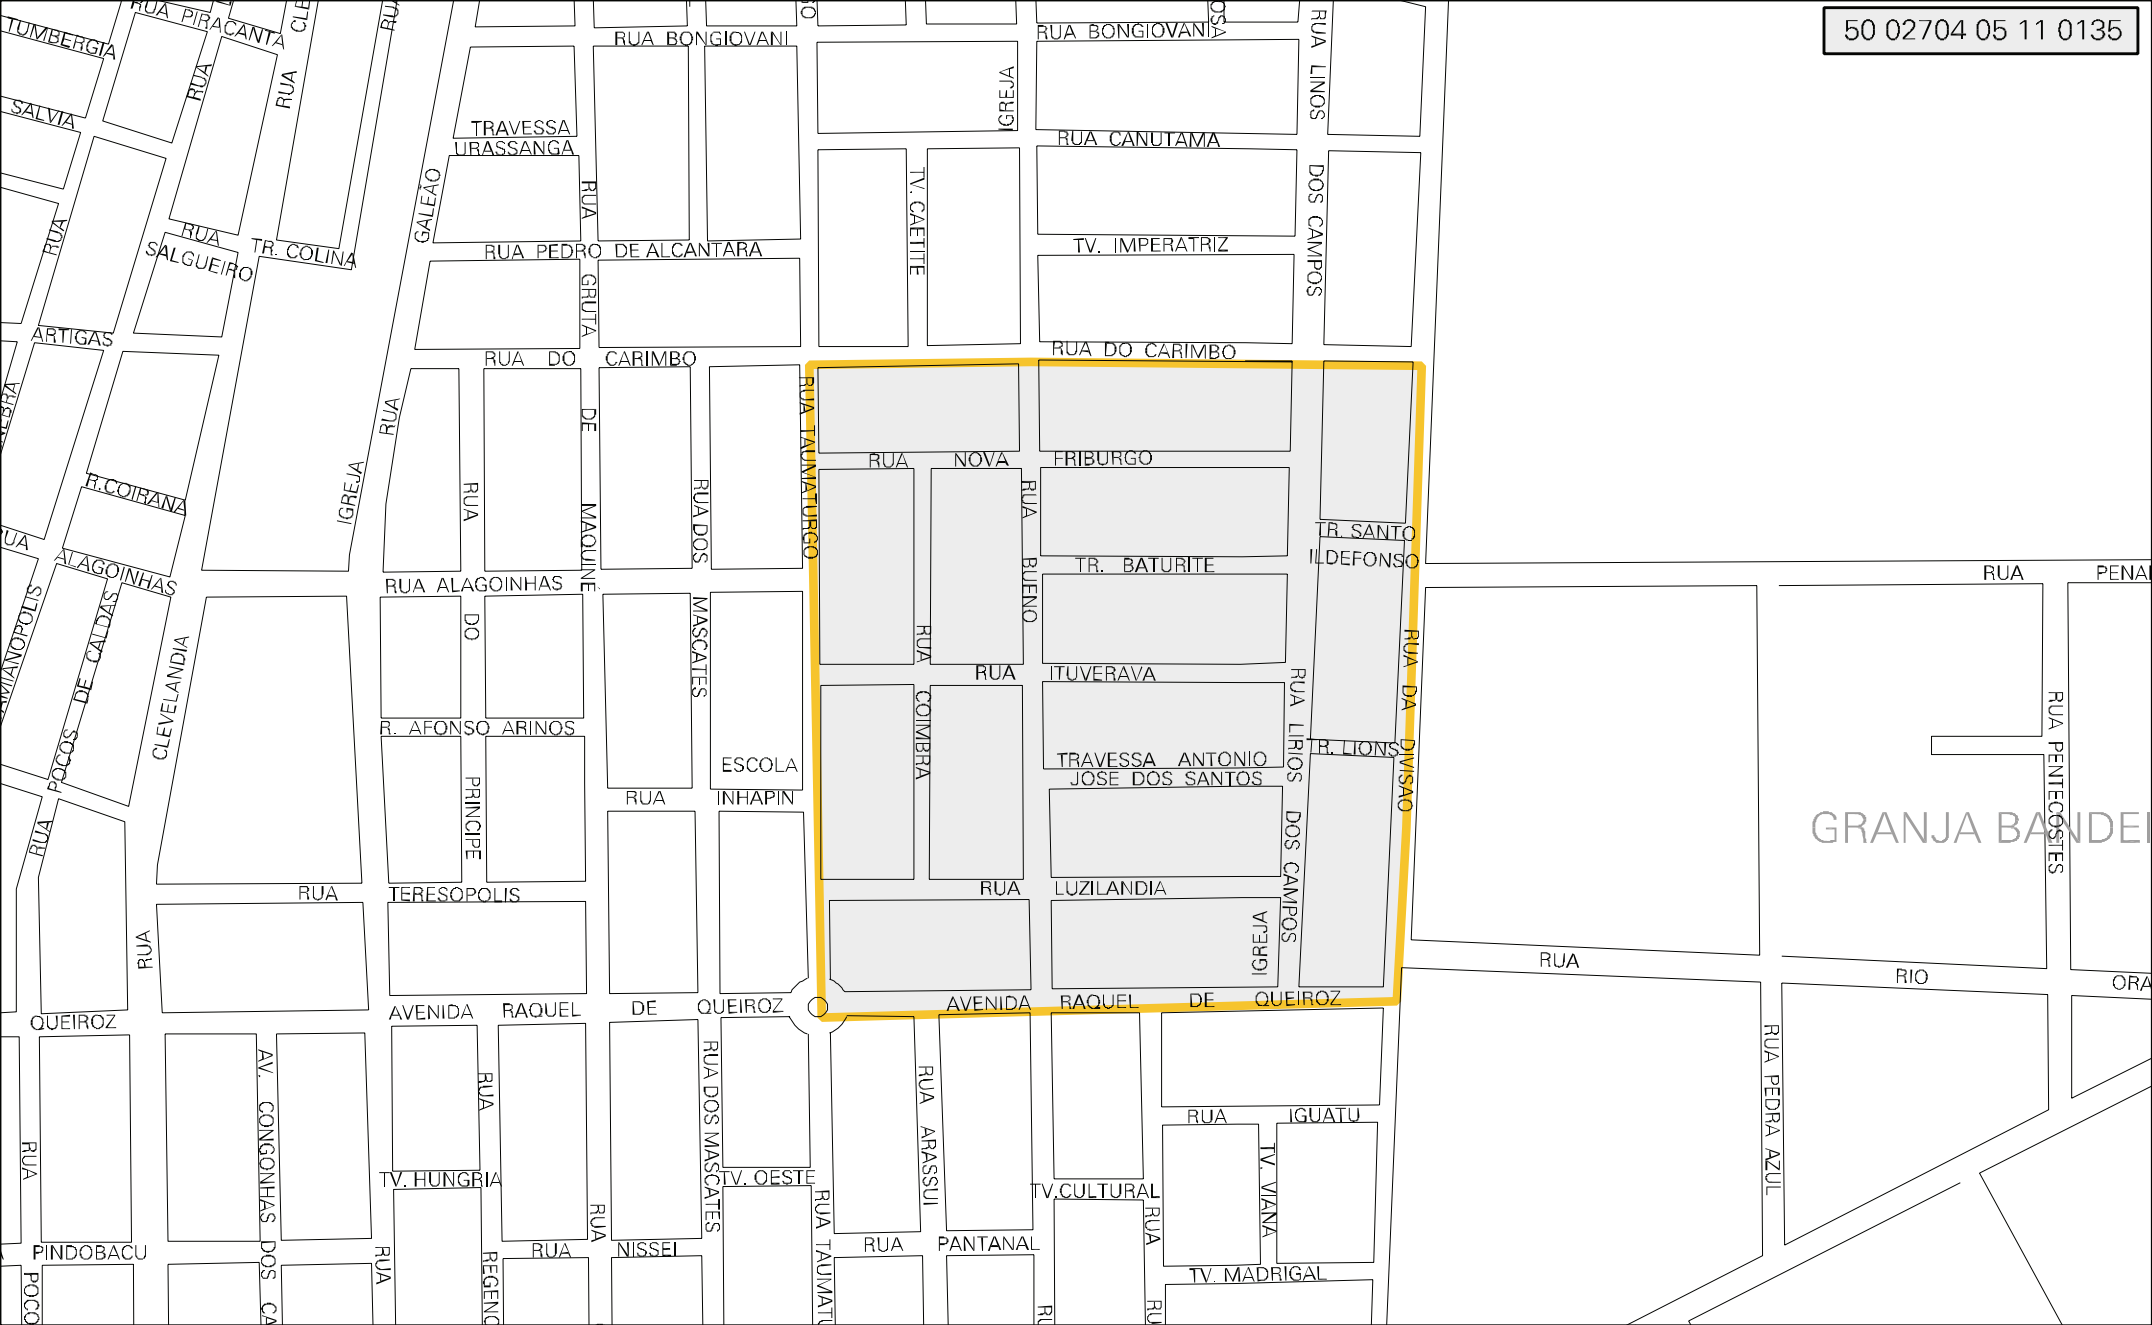 50 02704 05 11 0135
TUMBERGIA
RUA PIRACANTA
RUA BONGIOVANI
RUA BONGIOVANI
RUA LINOS DOS CAMPOS
SALVIA
RUA
RUA
IGREJA
TRAVESSA
URASSANGA
RUA CANUTAMA
GALEÃO
RUA GRUTA DE MAQUINE
TV. CAETITE
RUA
RUA
SALGUEIRO
TR. COLINA
RUA PEDRO DE ALCANTARA
TV. IMPERATRIZ
ARTIGAS
RUA DO CARIMBO
RUA DO CARIMBO
RUA TAUMATURGO
RUA
IGREJA
RUA NOVA FRIBURGO
R.COIRANA
RUA DO PRINCIPE
RUA DOS MASCATES
RUA BUENO
TR. SANTO
ILDEFONSO
ALAGOINHAS
RUA ALAGOINHAS
TR. BATURITE
RUA
POCOS DE CALDAS
CLEVELANDIA
RUA COIMBRA
RUA ITUVERAVA
RUA LIRIOS DOS CAMPOS
RUA DA DIVISAO
RUA PENTECOSTES
R. AFONSO ARINOS
ESCOLA
TRAVESSA ANTONIO
JOSE DOS SANTOS
TR. LIONS
RUA INHAPIN
GRANJA BANDEI
RUA
RUA TERESOPOLIS
RUA LUZILANDIA
IGREJA
RUA
RUA RIO ORA
QUEIROZ
AVENIDA RAQUEL DE QUEIROZ
AVENIDA RAQUEL DE QUEIROZ
AV. CONGONHAS DOS CA
RUA
RUA DOS MASCATES
RUA ARASSUI
RUA PEDRA AZUL
RUA IGUATU
RUA
TV. HUNGRIA
TV. OESTE
TV.CULTURAL
TV. VIANA
RUA
RUA
RUA
RUA TAUMATU
PINDOBACU
RUA NISSEI
RUA PANTANAL
TV. MADRIGAL
POCO
REGENC
RU
RU